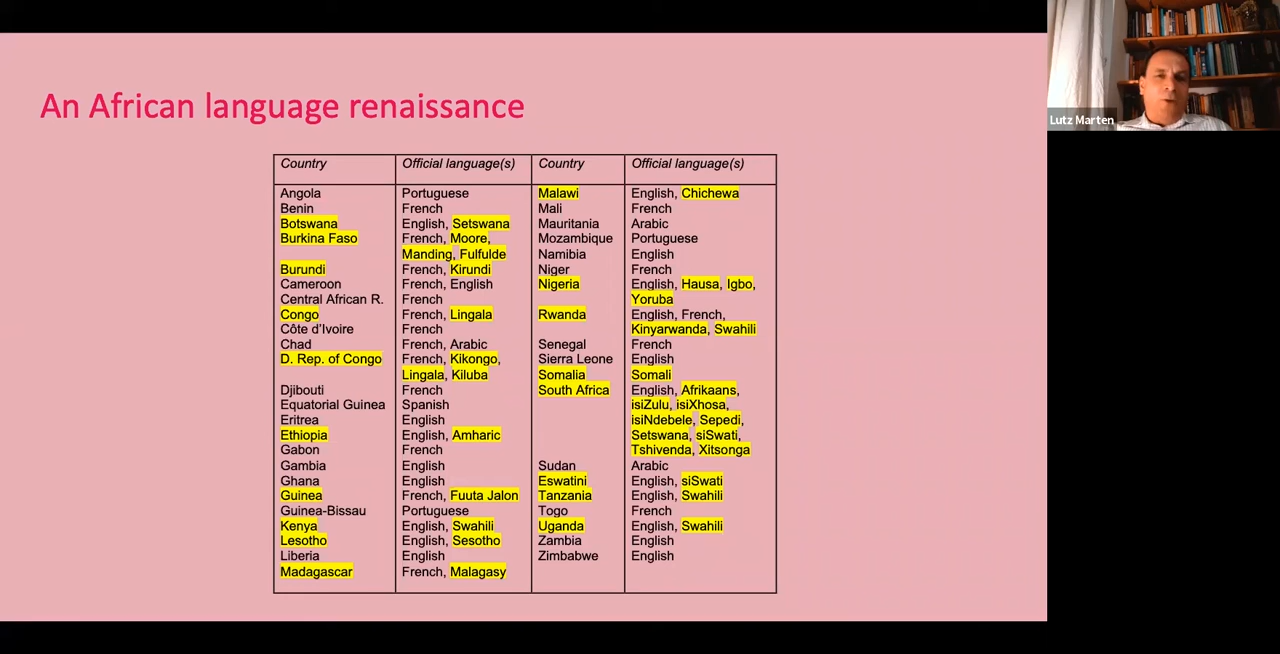 An African language renaissance
Lutz Marten
Country Official language(s) Country Official language(s)
Angola Portuguese Malawi English, Chichewa
Benin French Mali French
Botswana English, Setswana Mauritania Arabic
Burkina Faso French, Moore, Mozambique Portuguese
Manding, Fulfulde Namibia English
Burundi French, Kirundi Niger French
Cameroon French, English Nigeria English, Hausa, Igbo,
Central African R. French Yoruba
Congo French, Lingala Rwanda English, French,
Côte d’Ivoire French Kinyarwanda, Swahili
Chad French, Arabic Senegal French
D. Rep. of Congo French, Kikongo, Sierra Leone English
Lingala, Kiluba Somalia Somali
Djibouti French South Africa English, Afrikaans,
Equatorial Guinea Spanish isiZulu, isiXhosa,
Eritrea English isiNdebele, Sepedi,
Ethiopia English, Amharic Setswana, siSwati,
Gabon French Tshivenda, Xitsonga
Gambia English Sudan Arabic
Ghana English Eswatini English, siSwati
Guinea French, Fuuta Jalon Tanzania English, Swahili
Guinea-Bissau Portuguese Togo French
Kenya English, Swahili Uganda English, Swahili
Lesotho English, Sesotho Zambia English
Liberia English Zimbabwe English
Madagascar French, Malagasy